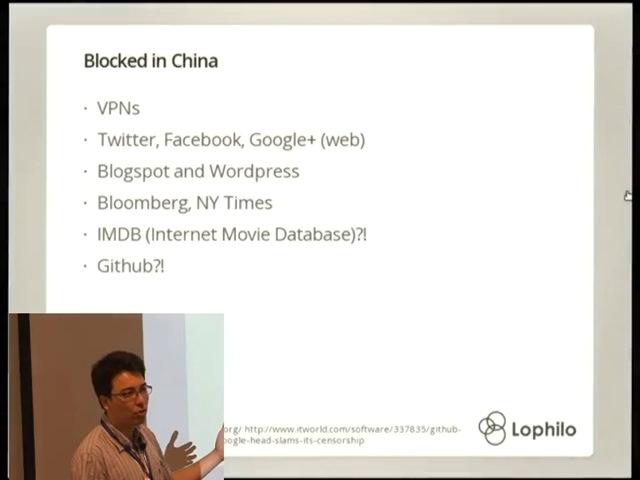 Blocked in China
· VPNs
· Twitter, Facebook, Google+ (web)
· Blogspot and Wordpress
· Bloomberg, NY Times
· IMDB (Internet Movie Database)?!
· Github?!
org/ http://www.itworld.com/software/337835/github-
oogle-head-slams-its-censorship
Lophilo